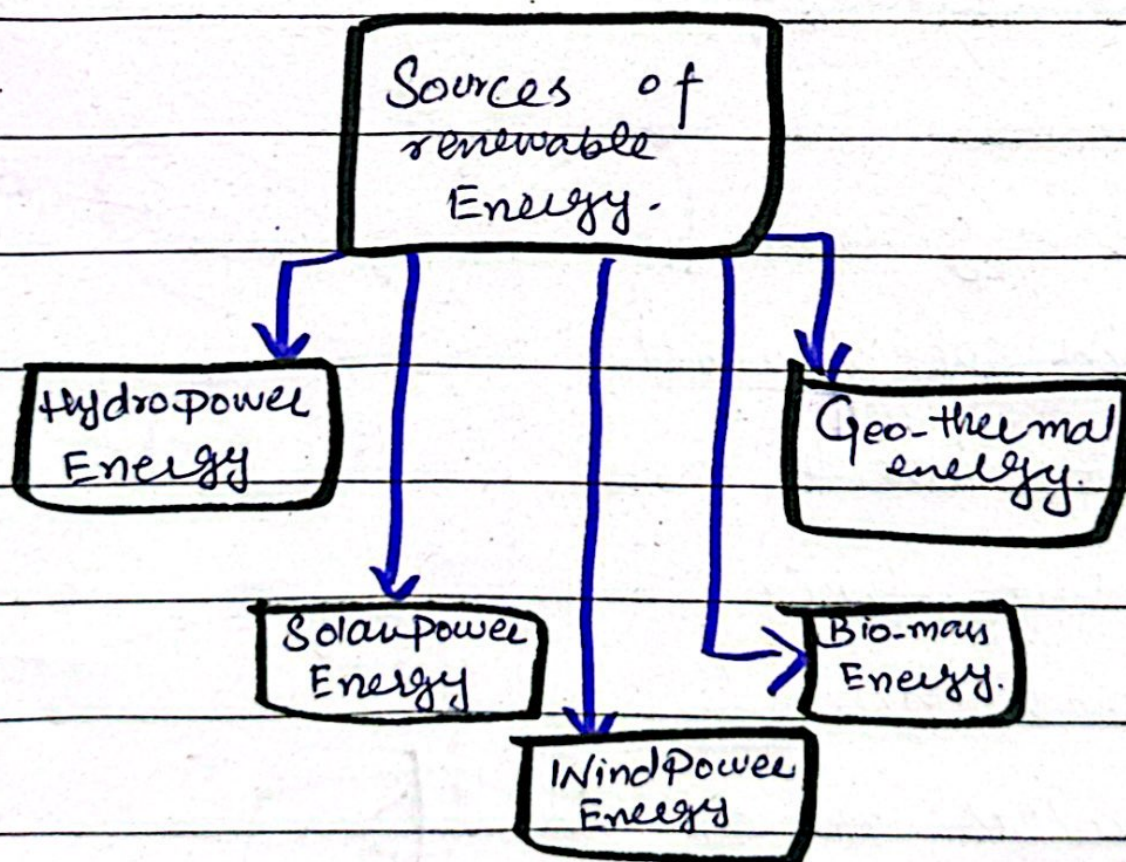 Sources of
renewable
Energy.
Hydropower
Energy
Geo-thermal
energy.
Solarpower
Energy
Bio-mass
Energy.
WindPower
Energy